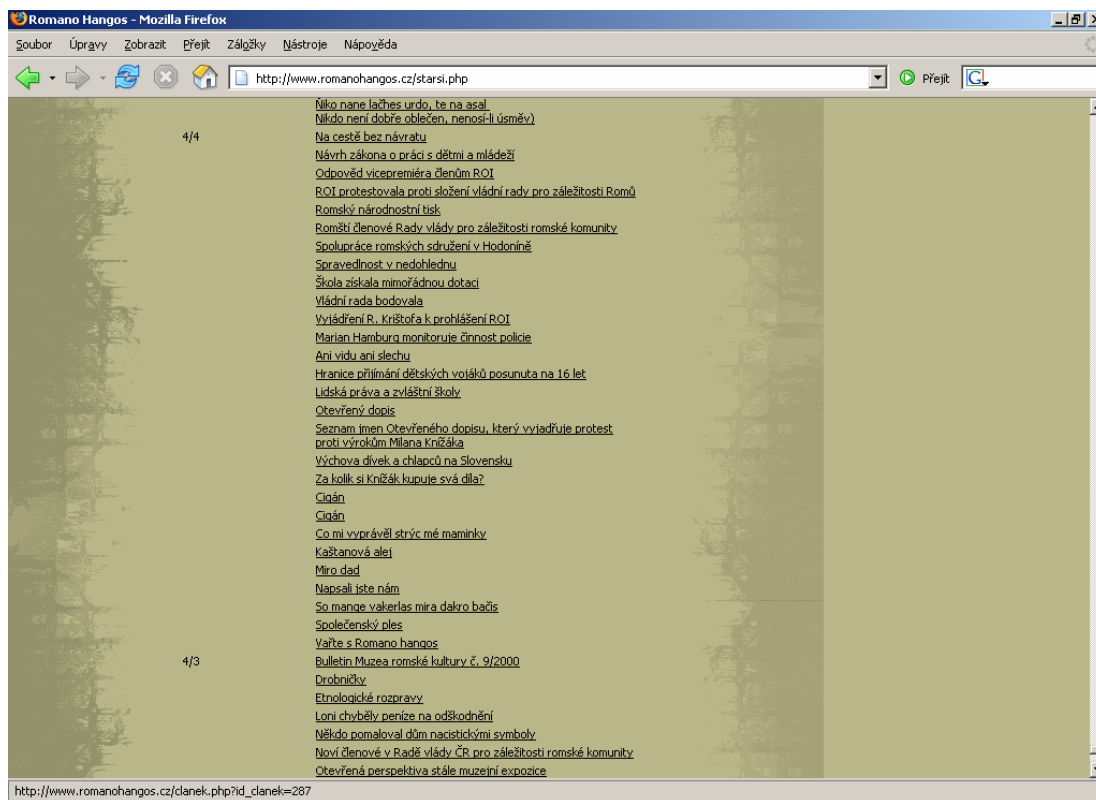 Romano Hangos - Mozilla Firefox
Soubor Úpravy Zobrazit Přejít Záložky Nástroje Nápověda
http://www.romanohangos.cz/starsi.php Přejít
Ňiko nane lačhes urdo, te na asal
Nikdo není dobře oblečen, nenosí-li úsměv)
4/4 Na cestě bez návratu
Návrh zákona o práci s dětmi a mládeží
Odpověd vicepremiéra členům ROI
ROI protestovala proti složení vládní rady pro záležitosti Romů
Romský národnostní tisk
Romští členové Rady vlády pro záležitosti romské komunity
Spolupráce romských sdružení v Hodoníně
Spravedlnost v nedohlednu
Škola získala mimořádnou dotaci
Vládní rada bodovala
Vyjádření R. Krištofa k prohlášení ROI
Marian Hamburg monitoruje činnost policie
Ani vidu ani slechu
Hranice přijímání dětských vojáků posunuta na 16 let
Lidská práva a zvláštní školy
Otevřený dopis
Seznam jmen Otevřeného dopisu, který vyjadřuje protest
proti výrokům Milana Knížáka
Výchova dívek a chlapců na Slovensku
Za kolik si Knížák kupuje svá díla?
Cigán
Cigán
Co mi vyprávěl strýc mé maminky
Kaštanová alej
Miro dad
Napsali jste nám
So mange vakerlas mira dakro bačis
Společenský ples
Vařte s Romano hangos
4/3 Bulletin Muzea romské kultury č. 9/2000
Drobničky
Etnologické rozpravy
Loni chyběly peníze na odškodnění
Někdo pomaloval dům nacistickými symboly
Noví členové v Radě vlády ČR pro záležitosti romské komunity
Otevřená perspektiva stále muzejní expozice
http://www.romanohangos.cz/clanek.php?id_clanek=287